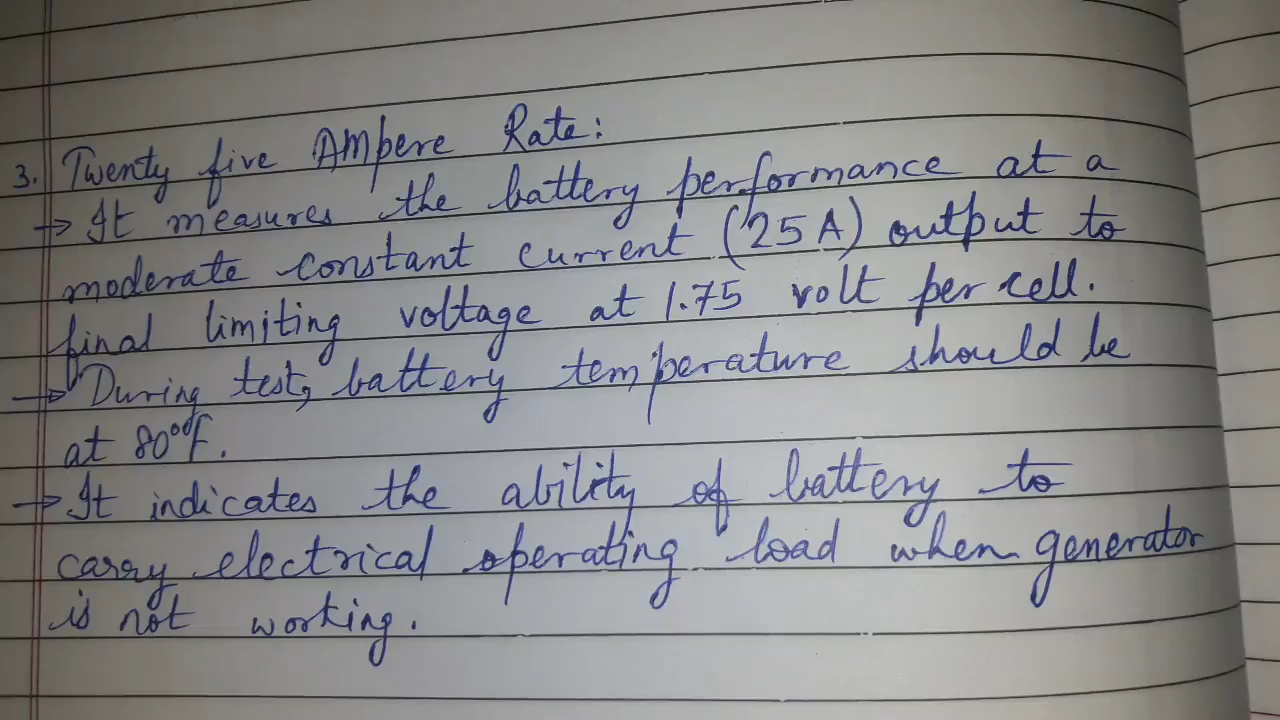 3. Twenty five Ampere Rate:
→ It measures the battery performance at a
moderate constant current (25A) output to
final limiting voltage at 1.75 volt per cell.
→ During test, battery temperature should be
at 80°F.
→ It indicates the ability of battery to
carry electrical operating load when generator
is not working.